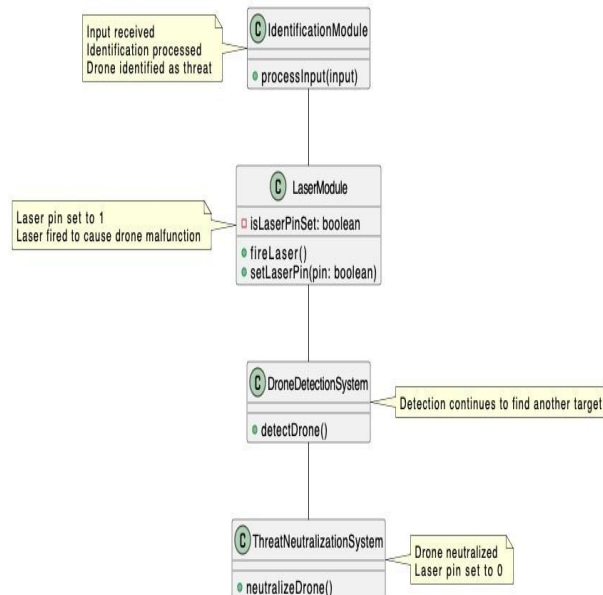 Input received
Identification processed
Drone identified as threat
C IdentificationModule
processInput(input)
C LaserModule
isLaserPinSet: boolean
fireLaser()
setLaserPin(pin: boolean)
Laser pin set to 1
Laser fired to cause drone malfunction
C DroneDetectionSystem
detectDrone()
Detection continues to find another target
C ThreatNeutralizationSystem
neutralizeDrone()
Drone neutralized
Laser pin set to 0